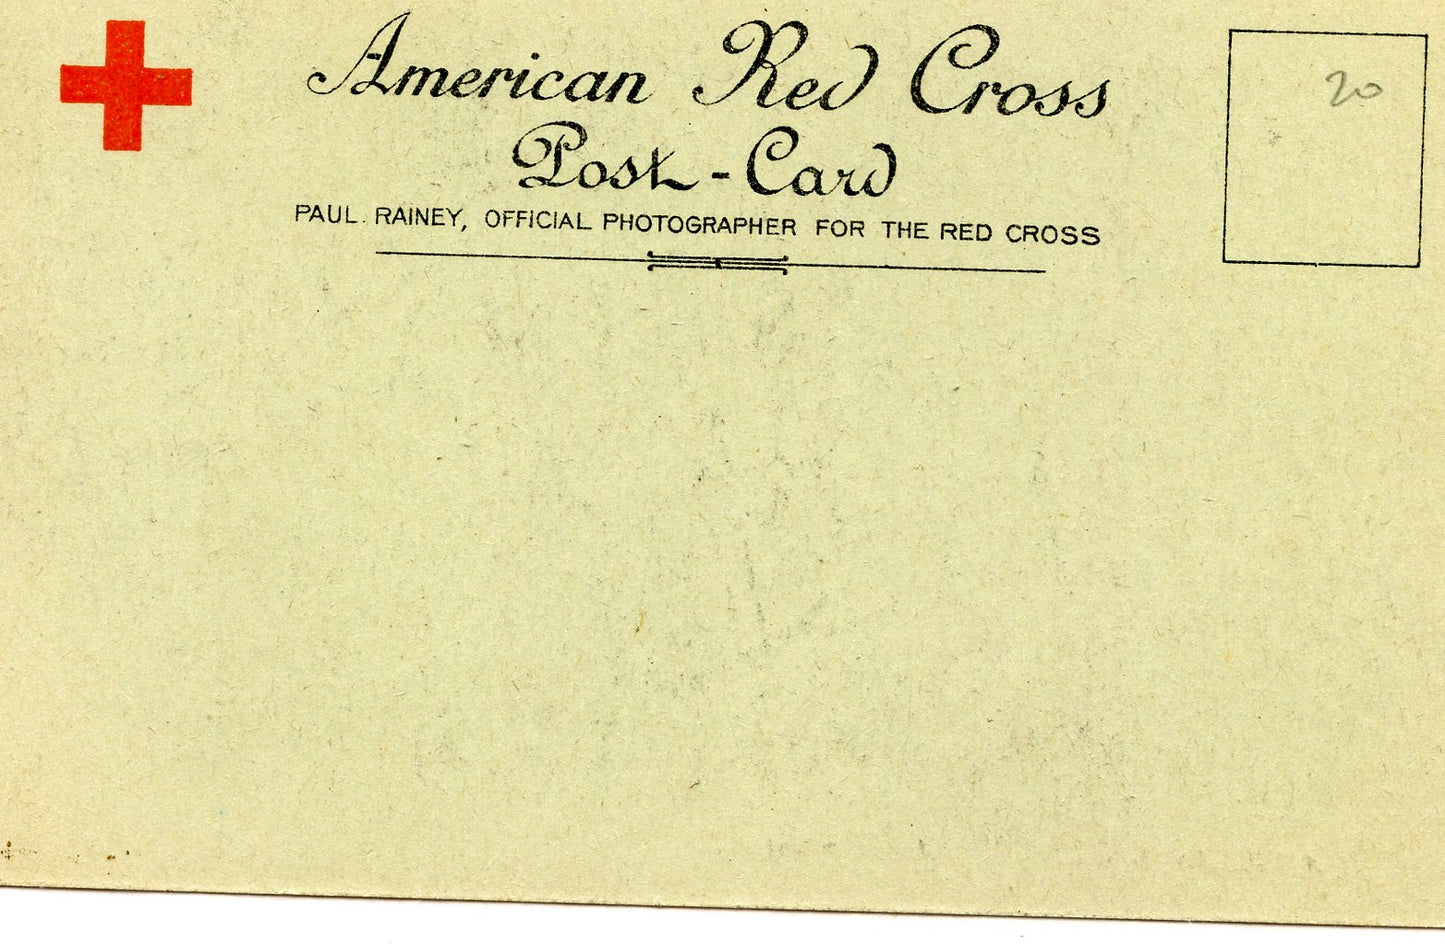 American Red Cross
Post-Card
PAUL RAINEY, OFFICIAL PHOTOGRAPHER FOR THE RED CROSS
20